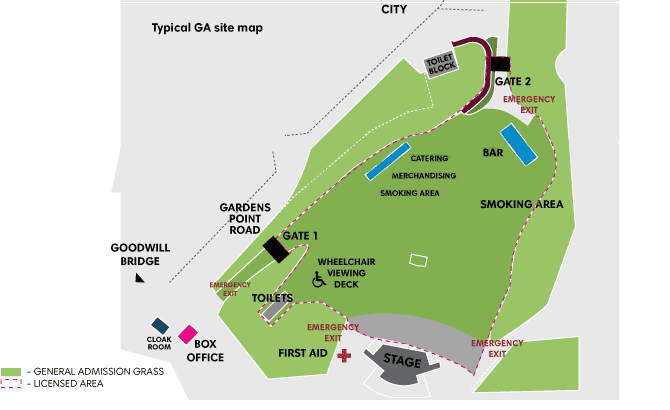 CITY
Typical GA site map
TOILET
BLOCK
GATE 2
EMERGENCY
EXIT
BAR
CATERING
MERCHANDISING
SMOKING AREA
SMOKING AREA
GARDENS
POINT
ROAD
GATE 1
GOODWILL
BRIDGE
WHEELCHAIR
VIEWING
DECK
EMERGENCY
EXIT
TOILETS
CLOAK
ROOM
BOX
OFFICE
EMERGENCY
EXIT
FIRST AID
STAGE
EMERGENCY
EXIT
- GENERAL ADMISSION GRASS
- LICENSED AREA